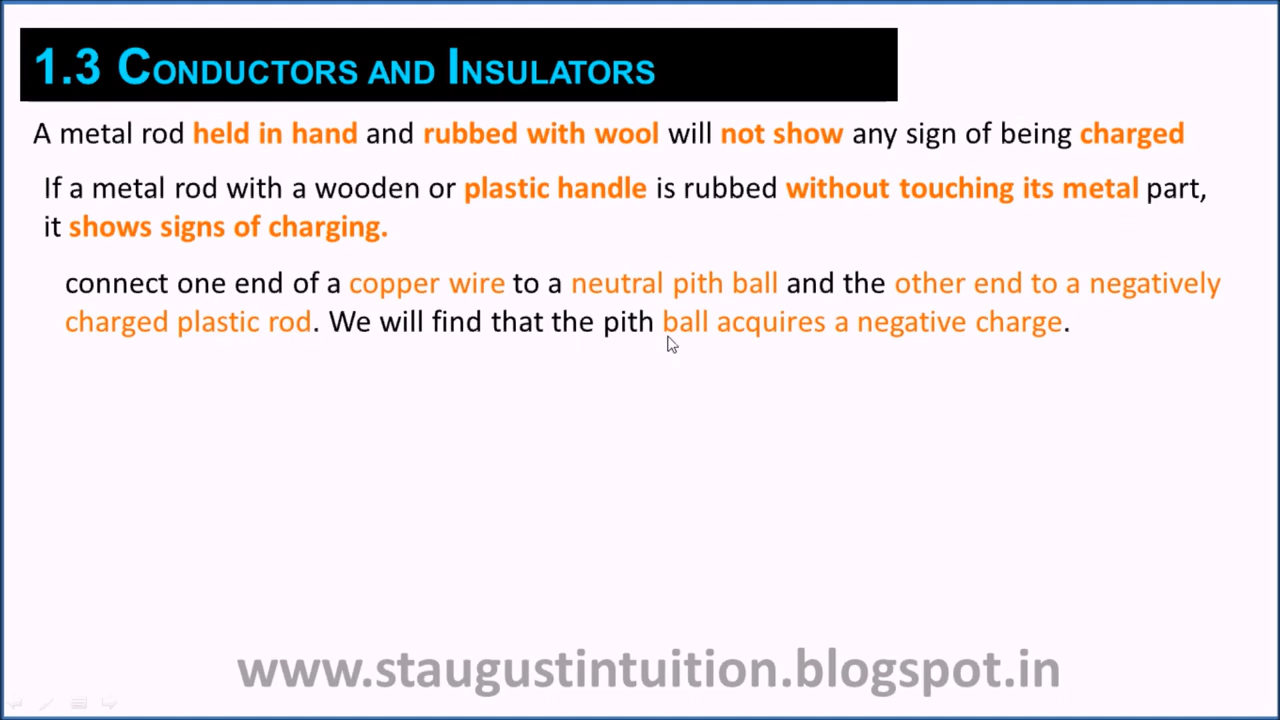 1.3 CONDUCTORS AND INSULATORS
A metal rod held in hand and rubbed with wool will not show any sign of being charged
If a metal rod with a wooden or plastic handle is rubbed without touching its metal part,
it shows signs of charging.
connect one end of a copper wire to a neutral pith ball and the other end to a negatively
charged plastic rod. We will find that the pith ball acquires a negative charge.
www.staugustintuition.blogspot.in